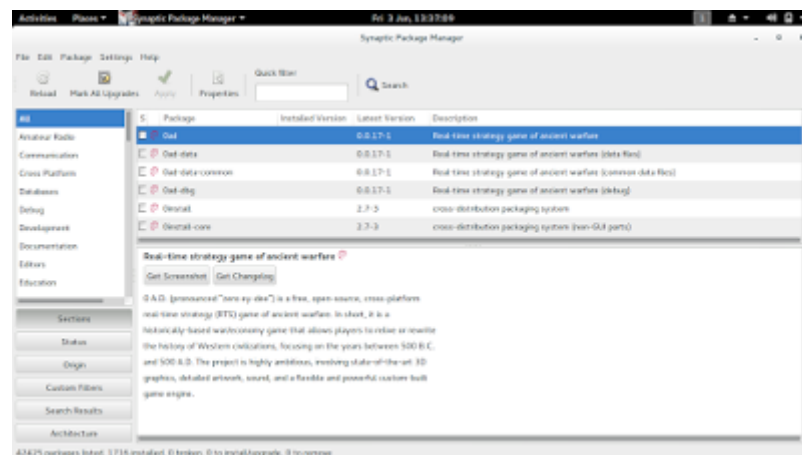 Activities Places Synaptic Package Manager Fri 3 Jun, 13:37:09 1
Synaptic Package Manager
File Edit Package Settings Help
Reload Mark All Upgrades Apply Properties Quick filter Search
All
Amateur Radio
Communication
Cross Platform
Databases
Debug
Development
Documentation
Editors
Education
S Package Installed Version Latest Version Description
0ad 0.0.17-1 Real-time strategy game of ancient warfare
0ad-data 0.0.17-1 Real-time strategy game of ancient warfare (data files)
0ad-data-common 0.0.17-1 Real-time strategy game of ancient warfare (common data files)
0ad-dbg 0.0.17-1 Real-time strategy game of ancient warfare (debug)
0install 2.7-3 cross-distribution packaging system
0install-core 2.7-3 cross-distribution packaging system (non-GUI parts)
Real-time strategy game of ancient warfare
Get Screenshot Get Changelog
0 A.D. (pronounced "zero ey-dee") is a free, open-source, cross-platform
real-time strategy (RTS) game of ancient warfare. In short, it is a
historically-based war/economy game that allows players to relive or rewrite
the history of Western civilizations, focusing on the years between 500 B.C.
and 500 A.D. The project is highly ambitious, involving state-of-the-art 3D
graphics, detailed artwork, sound, and a flexible and powerful custom-built
game engine.
Sections
Status
Origin
Custom Filters
Search Results
Architecture
packages listed, 1716 installed, 0 broken, 0 to install/upgrade, 0 to remove